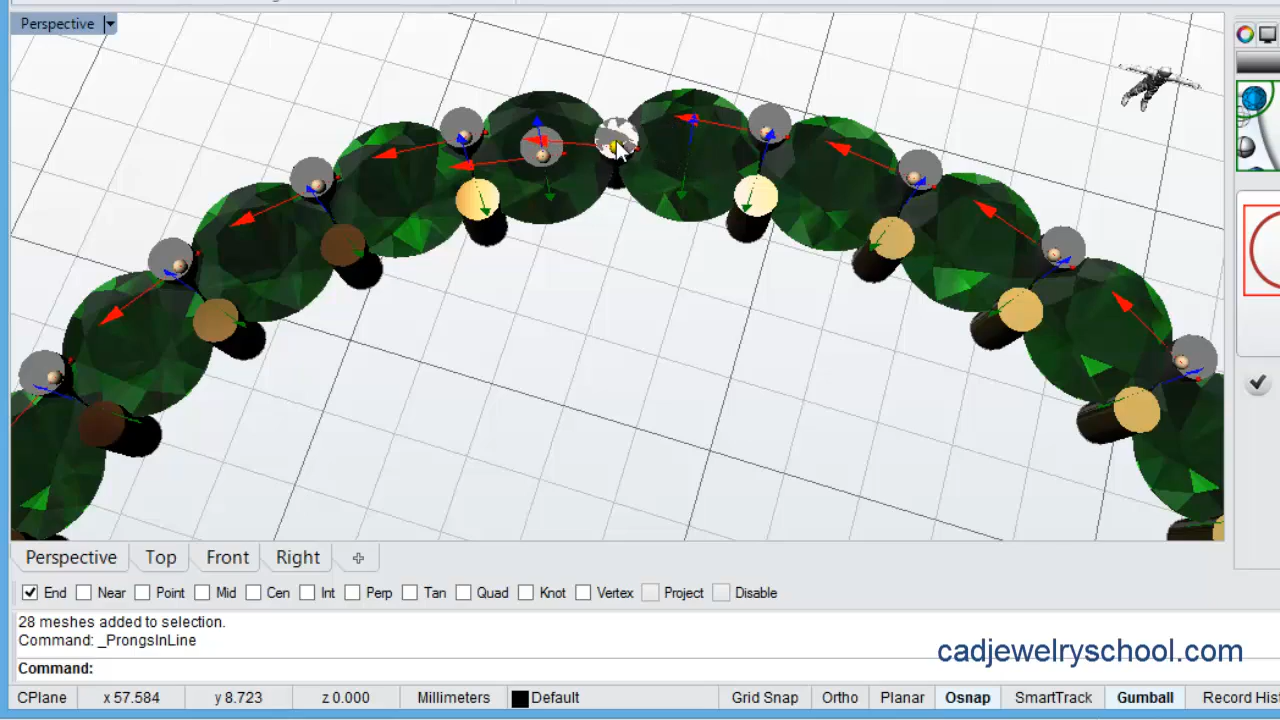 Perspective
Perspective Top Front Right
End Near Point Mid Cen Int Perp Tan Quad Knot Vertex Project Disable
28 meshes added to selection.
Command: _ProngsInLine
cadjewelryschool.com
Command:
CPlane x 57.584 y 8.723 z 0.000 Millimeters Default Grid Snap Ortho Planar Osnap SmartTrack Gumball Record His